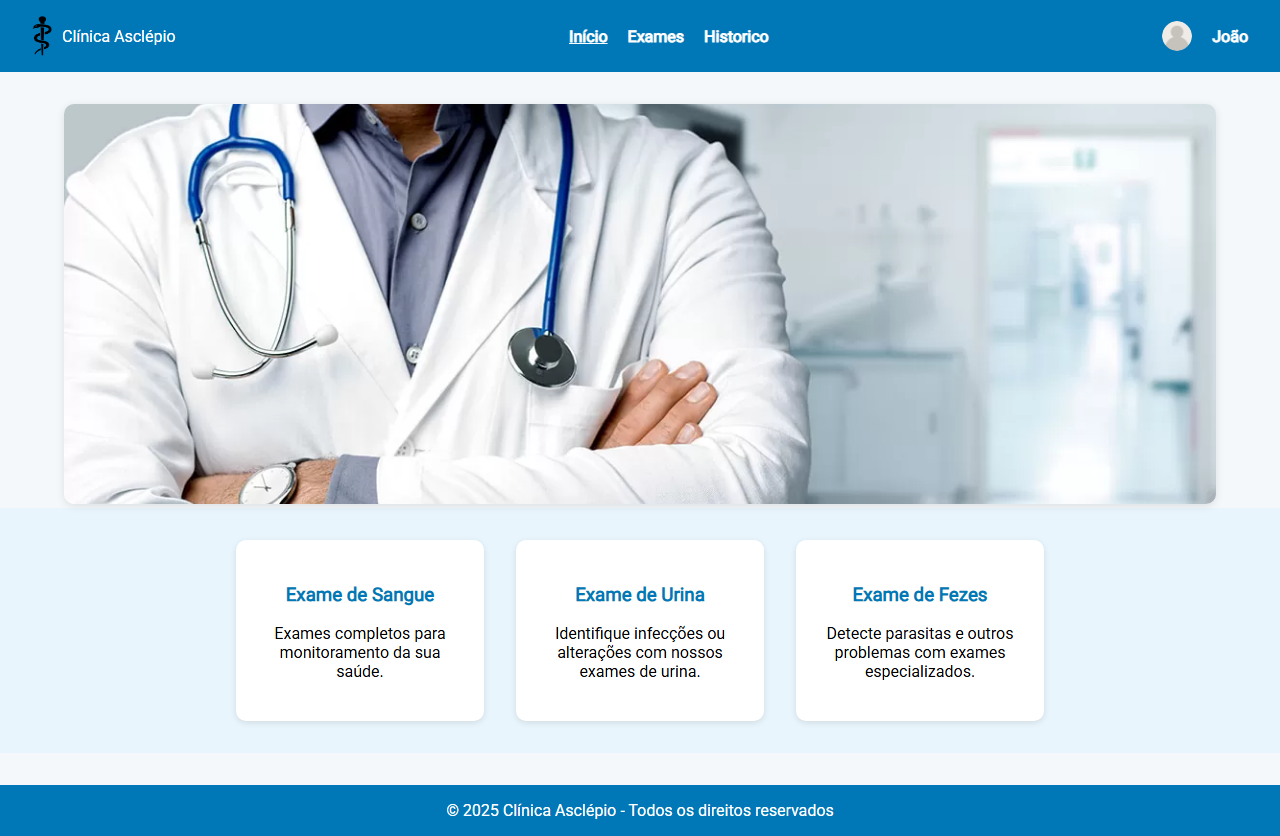 Clínica Asclépio
Início Exames Historico
João
Exame de Sangue
Exames completos para
monitoramento da sua
saúde.
Exame de Urina
Identifique infecções ou
alterações com nossos
exames de urina.
Exame de Fezes
Detecte parasitas e outros
problemas com exames
especializados.
© 2025 Clínica Asclépio - Todos os direitos reservados